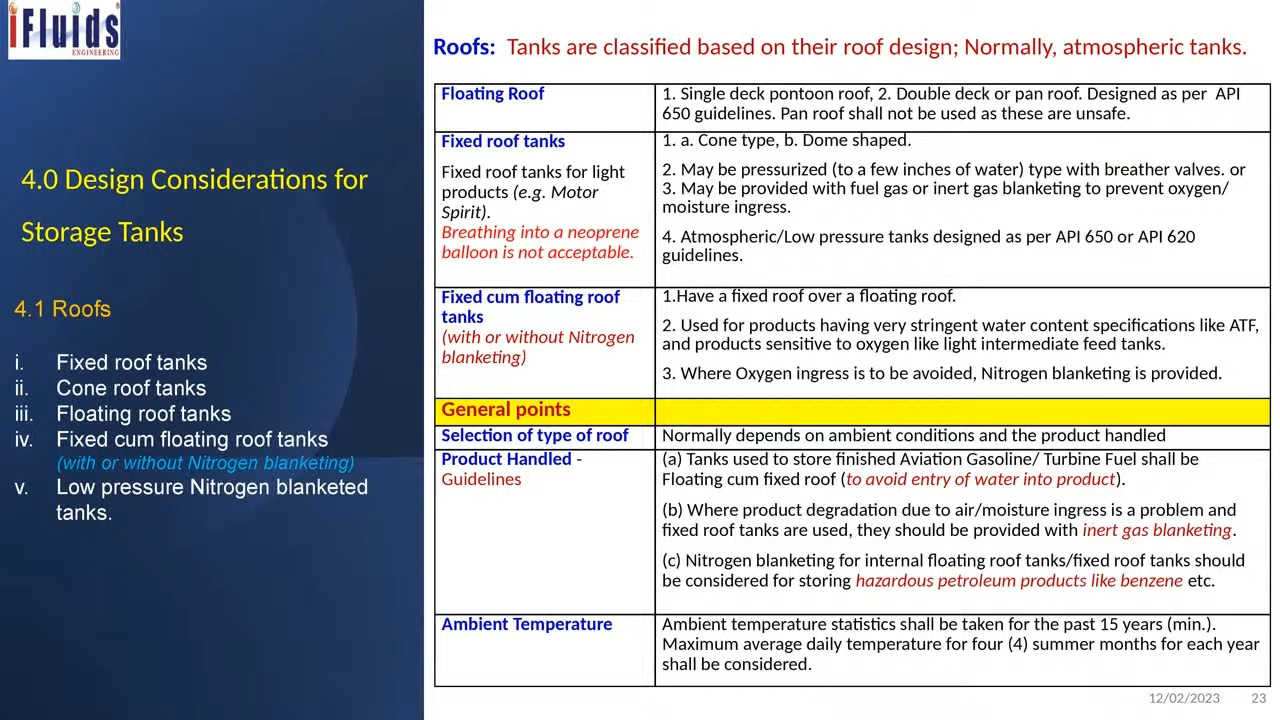 iFluids
ENGINEERING
4.0 Design Considerations for
Storage Tanks
4.1 Roofs
i. Fixed roof tanks
ii. Cone roof tanks
iii. Floating roof tanks
iv. Fixed cum floating roof tanks
(with or without Nitrogen blanketing)
v. Low pressure Nitrogen blanketed
tanks.
Roofs: Tanks are classified based on their roof design; Normally, atmospheric tanks.
Floating Roof
1. Single deck pontoon roof, 2. Double deck or pan roof. Designed as per API
650 guidelines. Pan roof shall not be used as these are unsafe.
Fixed roof tanks
Fixed roof tanks for light
products (e.g. Motor
Spirit).
Breathing into a neoprene
balloon is not acceptable.
1. a. Cone type, b. Dome shaped.
2. May be pressurized (to a few inches of water) type with breather valves. or
3. May be provided with fuel gas or inert gas blanketing to prevent oxygen/
moisture ingress.
4. Atmospheric/Low pressure tanks designed as per API 650 or API 620
guidelines.
Fixed cum floating roof
tanks
(with or without Nitrogen
blanketing)
1.Have a fixed roof over a floating roof.
2. Used for products having very stringent water content specifications like ATF,
and products sensitive to oxygen like light intermediate feed tanks.
3. Where Oxygen ingress is to be avoided, Nitrogen blanketing is provided.
General points
Selection of type of roof
Normally depends on ambient conditions and the product handled
Product Handled -
Guidelines
(a) Tanks used to store finished Aviation Gasoline/ Turbine Fuel shall be
Floating cum fixed roof (to avoid entry of water into product).
(b) Where product degradation due to air/moisture ingress is a problem and
fixed roof tanks are used, they should be provided with inert gas blanketing.
(c) Nitrogen blanketing for internal floating roof tanks/fixed roof tanks should
be considered for storing hazardous petroleum products like benzene etc.
Ambient Temperature
Ambient temperature statistics shall be taken for the past 15 years (min.).
Maximum average daily temperature for four (4) summer months for each year
shall be considered.
12/02/2023 23